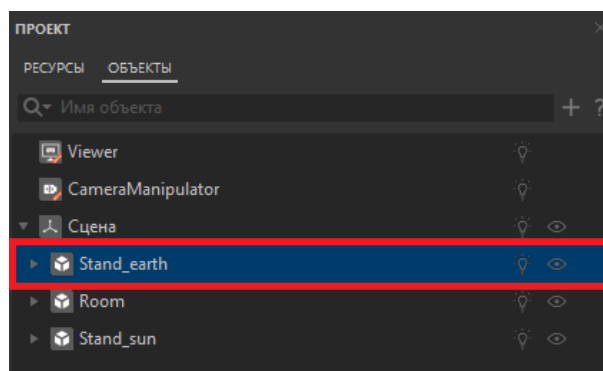 ПРОЕКТ
РЕСУРСЫ ОБЪЕКТЫ
Имя объекта
Viewer
CameraManipulator
Сцена
Stand_earth
Room
Stand_sun